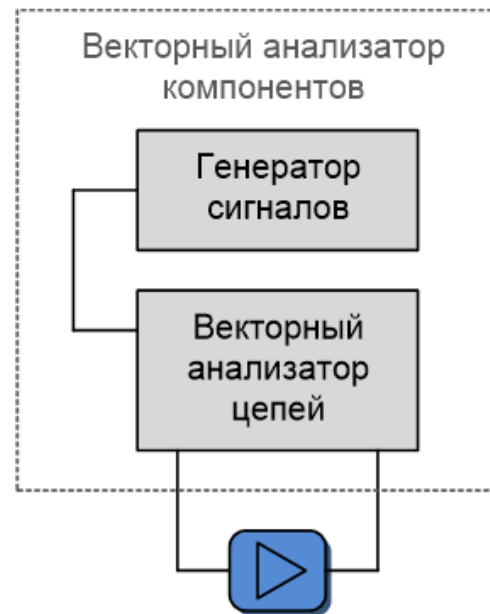 Векторный анализатор
компонентов
Генератор
сигналов
Векторный
анализатор
цепей